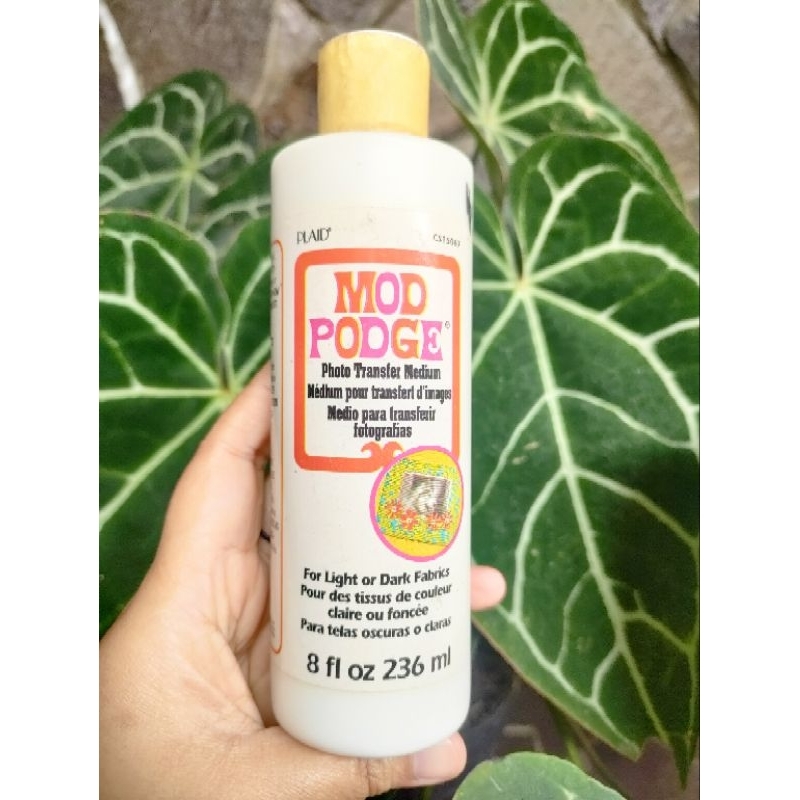 PLAID®
MOD
PODGE®
Photo Transfer Medium
Médium pour transfert d'images
Medio para transferir
fotografias
For Light or Dark Fabrics
Pour des tissus de couleur
claire ou foncée
Para telas oscuras o claras
8 fl oz 236 ml